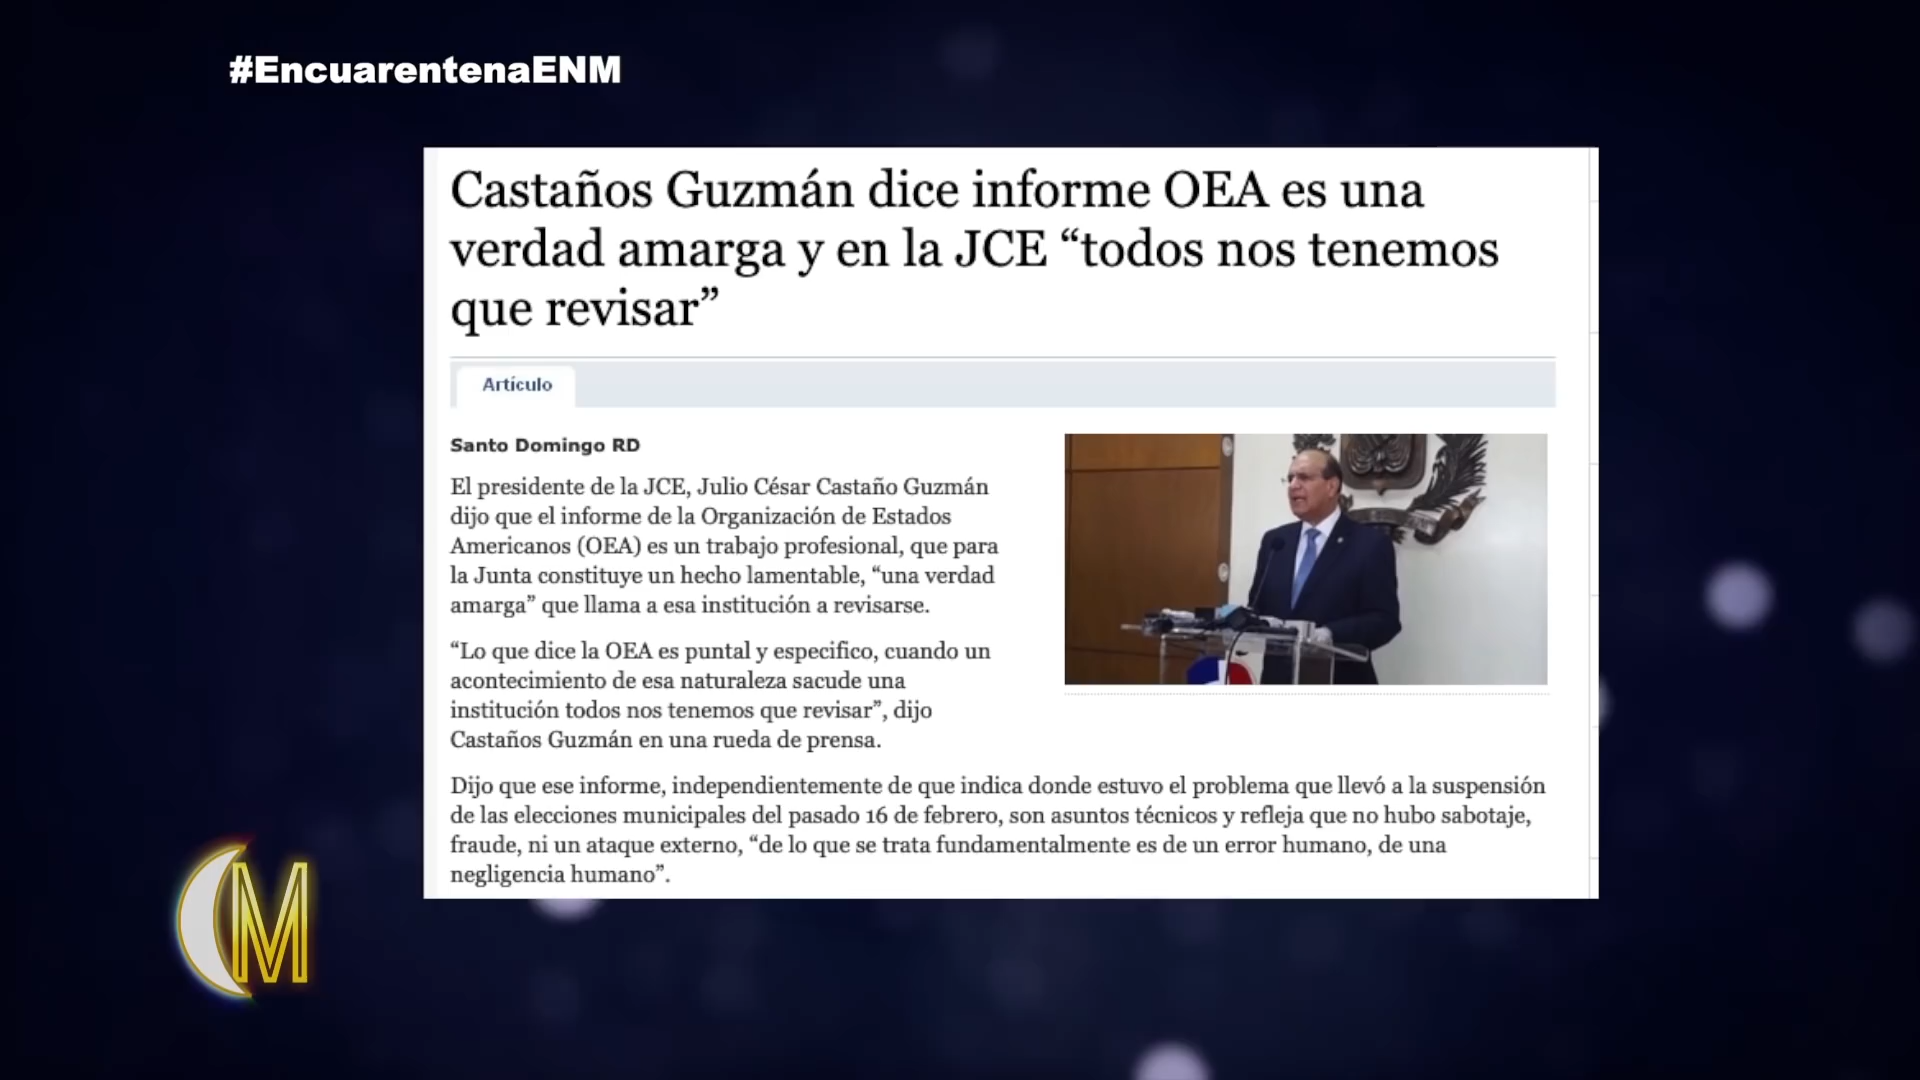 #EncuarentenaENM
Castaños Guzmán dice informe OEA es una
verdad amarga y en la JCE “todos nos tenemos
que revisar”
Artículo
Santo Domingo RD
El presidente de la JCE, Julio César Castaño Guzmán
dijo que el informe de la Organización de Estados
Americanos (OEA) es un trabajo profesional, que para
la Junta constituye un hecho lamentable, “una verdad
amarga” que llama a esa institución a revisarse.
“Lo que dice la OEA es puntal y especifico, cuando un
acontecimiento de esa naturaleza sacude una
institución todos nos tenemos que revisar”, dijo
Castaños Guzmán en una rueda de prensa.
Dijo que ese informe, independientemente de que indica donde estuvo el problema que llevó a la suspensión
de las elecciones municipales del pasado 16 de febrero, son asuntos técnicos y refleja que no hubo sabotaje,
fraude, ni un ataque externo, “de lo que se trata fundamentalmente es de un error humano, de una
negligencia humano”.
M